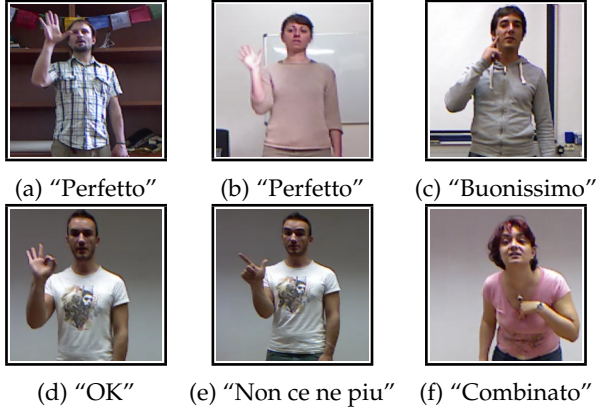 (a) “Perfetto”
(b) “Perfetto”
(c) “Buonissimo”
(d) “OK”
(e) “Non ce ne piu”
(f) “Combinato”